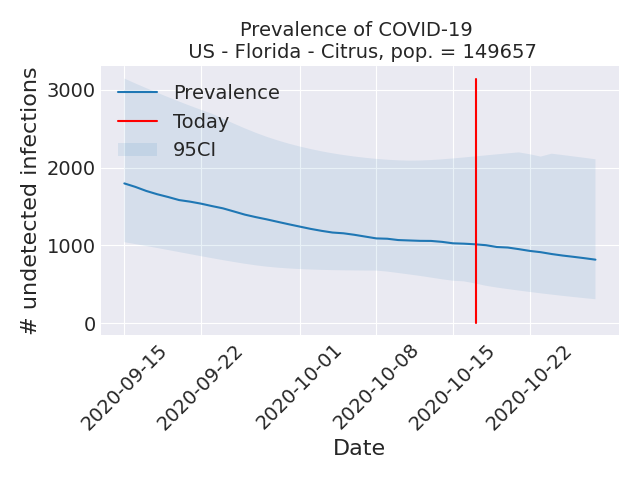 Prevalence of COVID-19
US - Florida - Citrus, pop. = 149657
# undetected infections
3000
2000
1000
0
Prevalence
Today
95CI
2020-09-15
2020-09-22
2020-10-01
2020-10-08
2020-10-15
2020-10-22
Date